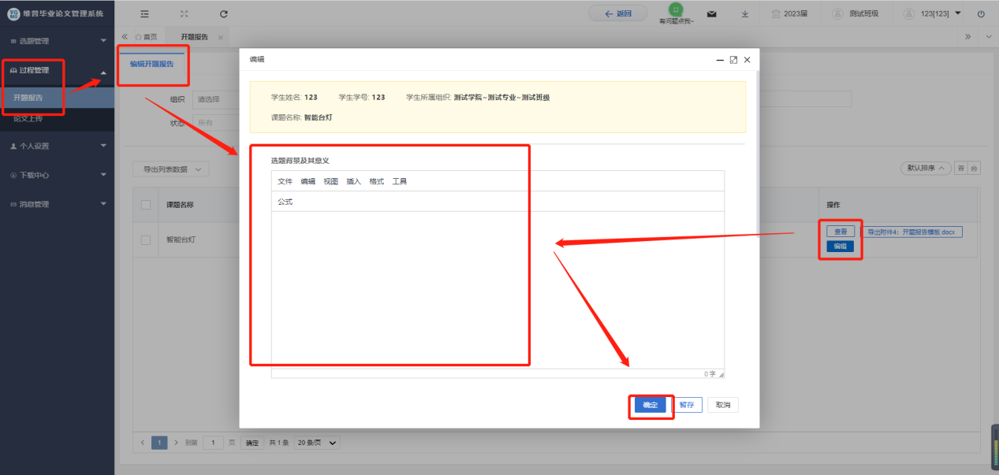 维普毕业论文管理系统
返回
有问题点我~
2023届
测试班级
123[123]
选题管理
首页
开题报告
过程管理
编辑开题报告
开题报告
论文上传
个人设置
下载中心
消息管理
组织
请选择
状态
所有
导出列表数据
默认排序
课题名称
操作
智能台灯
查看
导出附件4：开题报告模板.docx
编辑
编辑
学生姓名: 123
学生学号: 123
学生所属组织: 测试学院~测试专业~测试班级
课题名称: 智能台灯
选题背景及其意义
文件 编辑 视图 插入 格式 工具
公式
0 字
确定
暂存
取消
1
到第
1
页
确定
共 1 条
20 条/页